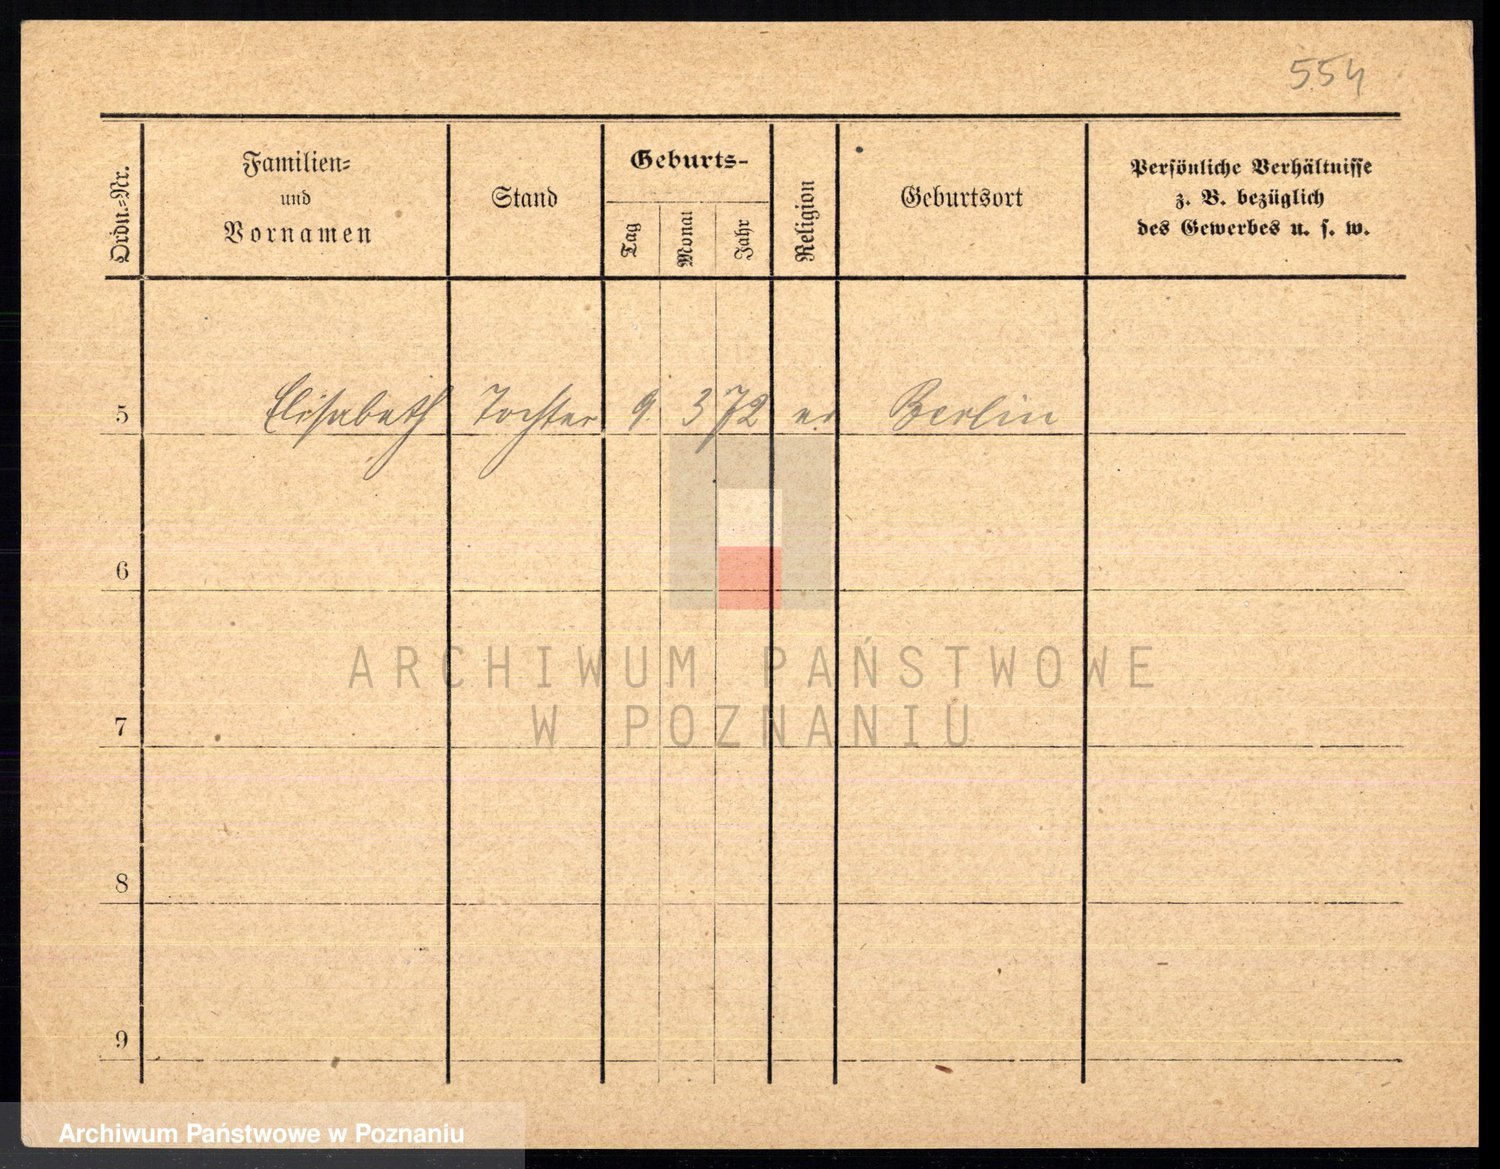 554
Ordn.-Nr.
Familien-
und
Vornamen
Stand
Geburts-
Tag
Monat
Jahr
Religion
Geburtsort
Persönliche Verhältnisse
z. B. bezüglich
des Gewerbes u. s. w.
5 Elisabeth Tochter 9. 3 72 ev Berlin
6
7
8
9
ARCHIWUM PAŃSTWOWE
W POZNANIU
Archiwum Państwowe w Poznaniu